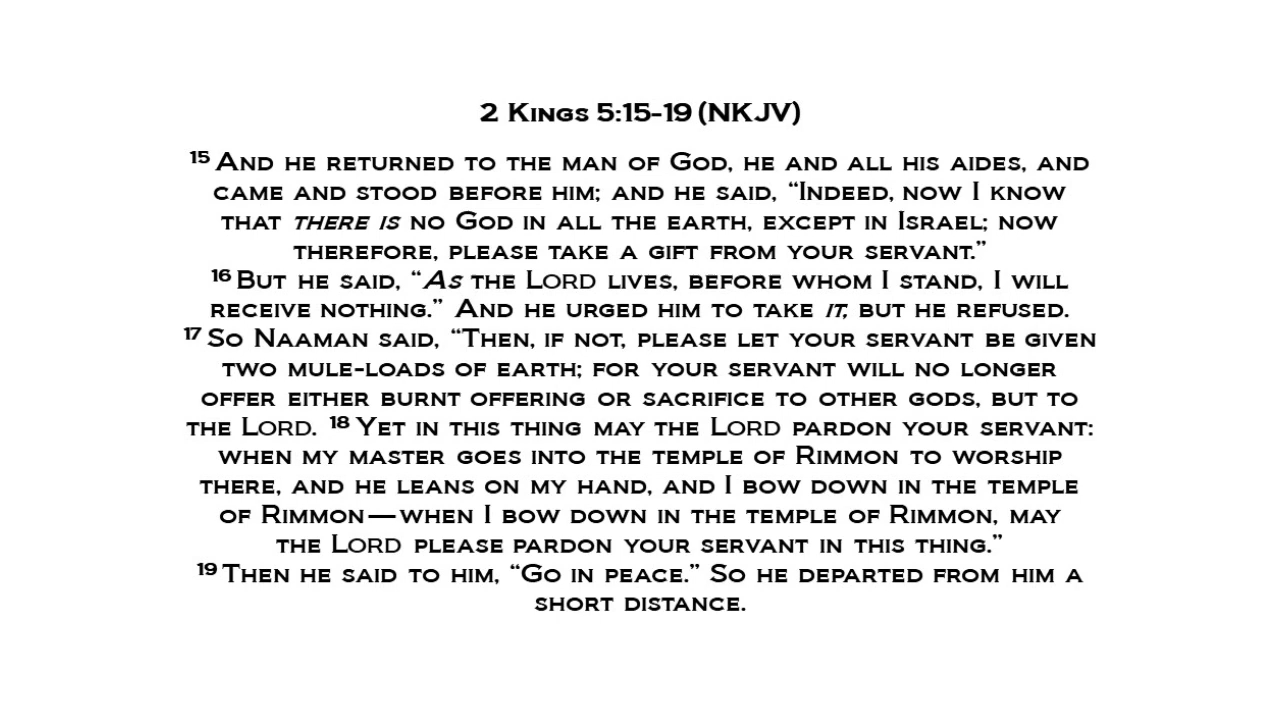 2 Kings 5:15-19 (NKJV)
15 And he returned to the man of God, he and all his aides, and
came and stood before him; and he said, “Indeed, now I know
that there is no God in all the earth, except in Israel; now
therefore, please take a gift from your servant.”
16 But he said, “As the Lord lives, before whom I stand, I will
receive nothing.” And he urged him to take it, but he refused.
17 So Naaman said, “Then, if not, please let your servant be given
two mule-loads of earth; for your servant will no longer
offer either burnt offering or sacrifice to other gods, but to
the Lord. 18 Yet in this thing may the Lord pardon your servant:
when my master goes into the temple of Rimmon to worship
there, and he leans on my hand, and I bow down in the temple
of Rimmon—when I bow down in the temple of Rimmon, may
the Lord please pardon your servant in this thing.”
19 Then he said to him, “Go in peace.” So he departed from him a
short distance.